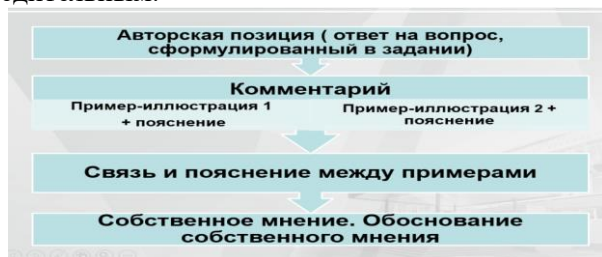 Авторская позиция ( ответ на вопрос,
сформулированный в задании)
Комментарий
Пример-иллюстрация 1
+ пояснение
Пример-иллюстрация 2 +
пояснение
Связь и пояснение между примерами
Собственное мнение. Обоснование
собственного мнения